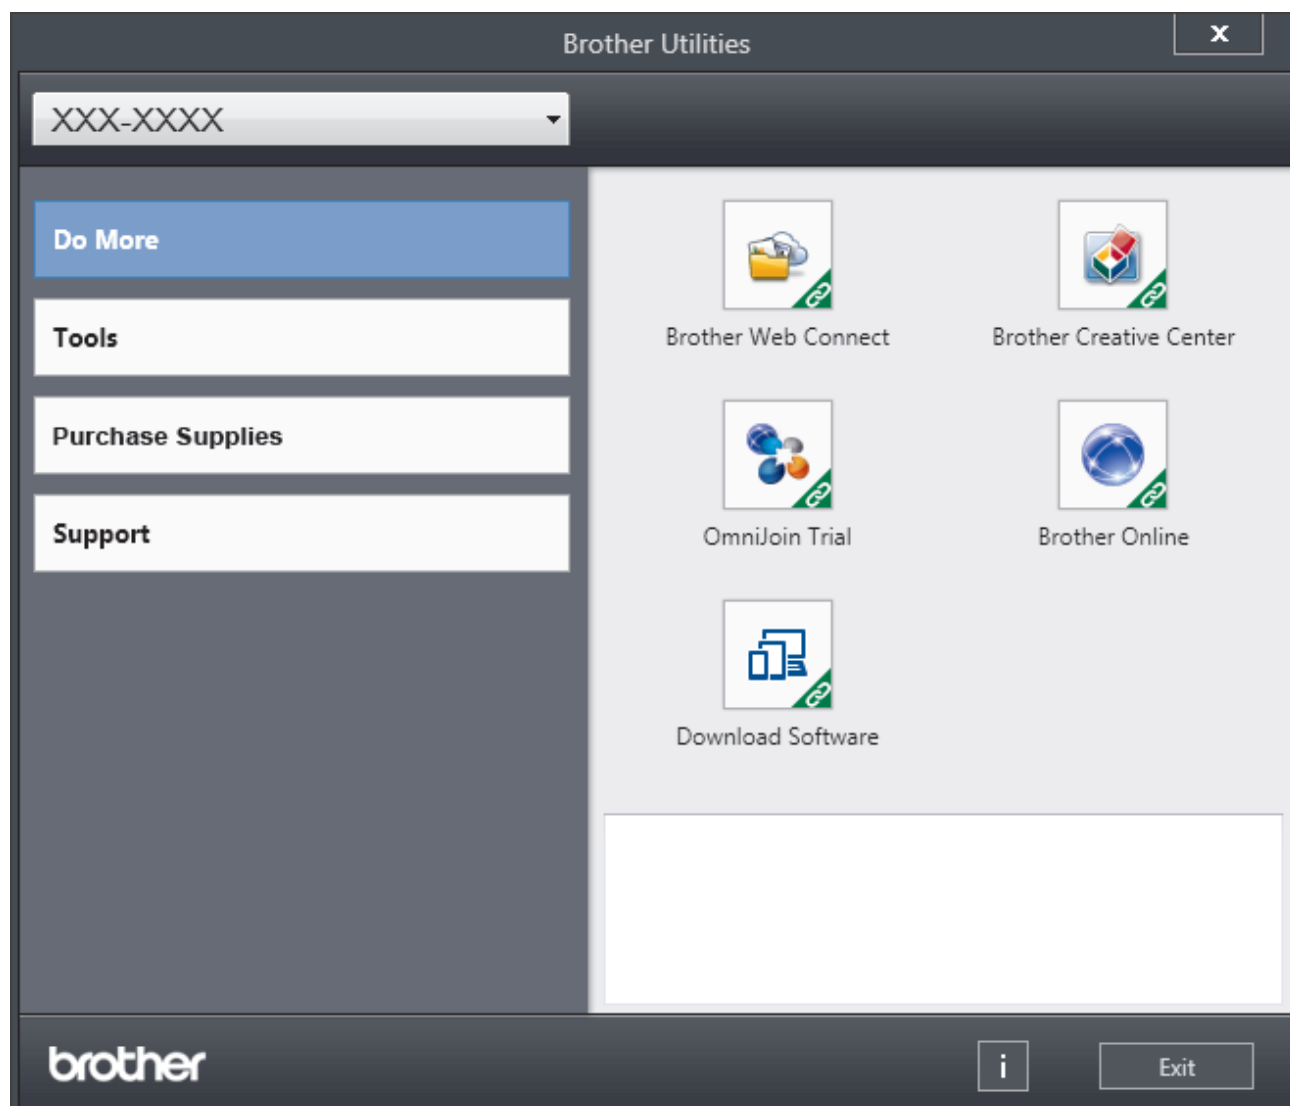 Brother Utilities
X
XXX-XXXX
Do More
Tools
Purchase Supplies
Support
Brother Web Connect
Brother Creative Center
OmniJoin Trial
Brother Online
Download Software
brother
i
Exit